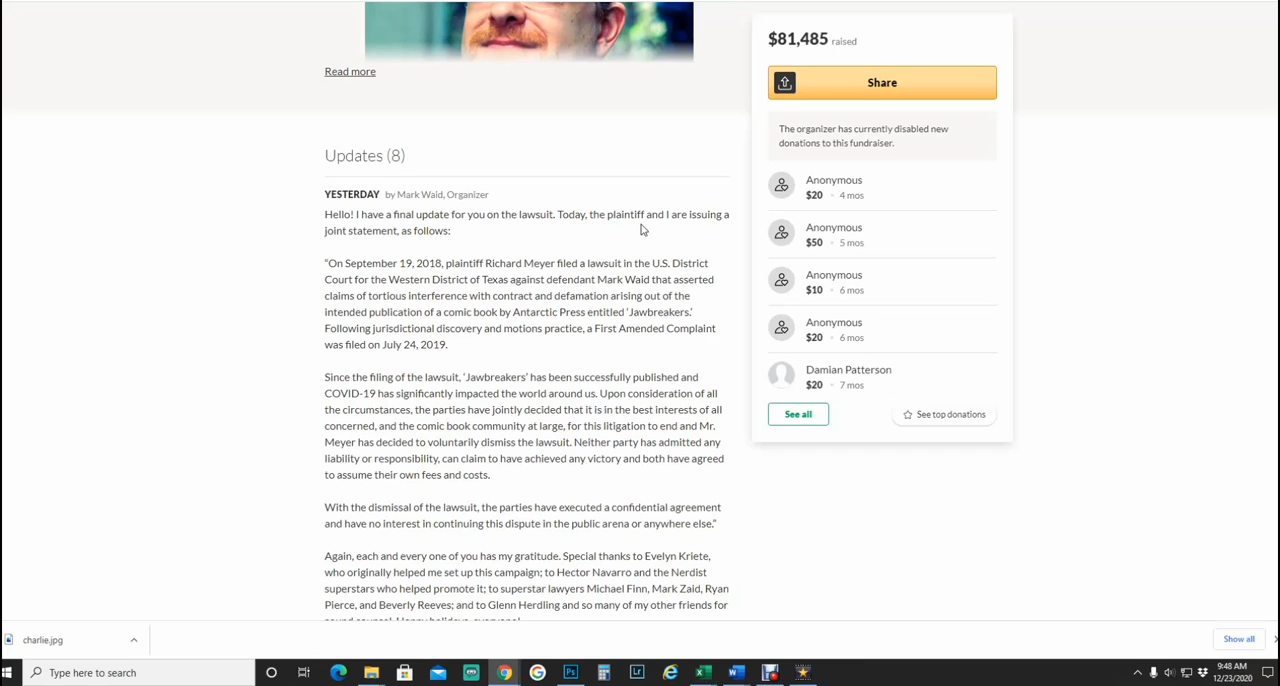 $81,485 raised
Share
The organizer has currently disabled new
donations to this fundraiser.
Anonymous
$20 • 4 mos
Anonymous
$50 • 5 mos
Anonymous
$10 • 6 mos
Anonymous
$20 • 6 mos
Damian Patterson
$20 • 7 mos
See all
See top donations
Read more
Updates (8)
YESTERDAY by Mark Waid, Organizer
Hello! I have a final update for you on the lawsuit. Today, the plaintiff and I are issuing a
joint statement, as follows:
“On September 19, 2018, plaintiff Richard Meyer filed a lawsuit in the U.S. District
Court for the Western District of Texas against defendant Mark Waid that asserted
claims of tortious interference with contract and defamation arising out of the
intended publication of a comic book by Antarctic Press entitled ‘Jawbreakers.’
Following jurisdictional discovery and motions practice, a First Amended Complaint
was filed on July 24, 2019.
Since the filing of the lawsuit, ‘Jawbreakers’ has been successfully published and
COVID-19 has significantly impacted the world around us. Upon consideration of all
the circumstances, the parties have jointly decided that it is in the best interests of all
concerned, and the comic book community at large, for this litigation to end and Mr.
Meyer has decided to voluntarily dismiss the lawsuit. Neither party has admitted any
liability or responsibility, can claim to have achieved any victory and both have agreed
to assume their own fees and costs.
With the dismissal of the lawsuit, the parties have executed a confidential agreement
and have no interest in continuing this dispute in the public arena or anywhere else.”
Again, each and every one of you has my gratitude. Special thanks to Evelyn Kriete,
who originally helped me set up this campaign; to Hector Navarro and the Nerdist
superstars who helped promote it; to superstar lawyers Michael Finn, Mark Zaid, Ryan
Pierce, and Beverly Reeves; and to Glenn Herdling and so many of my other friends for
sound counsel. Happy holidays, everyone!
charlie.jpg
Show all
Type here to search
9:48 AM
12/23/2020